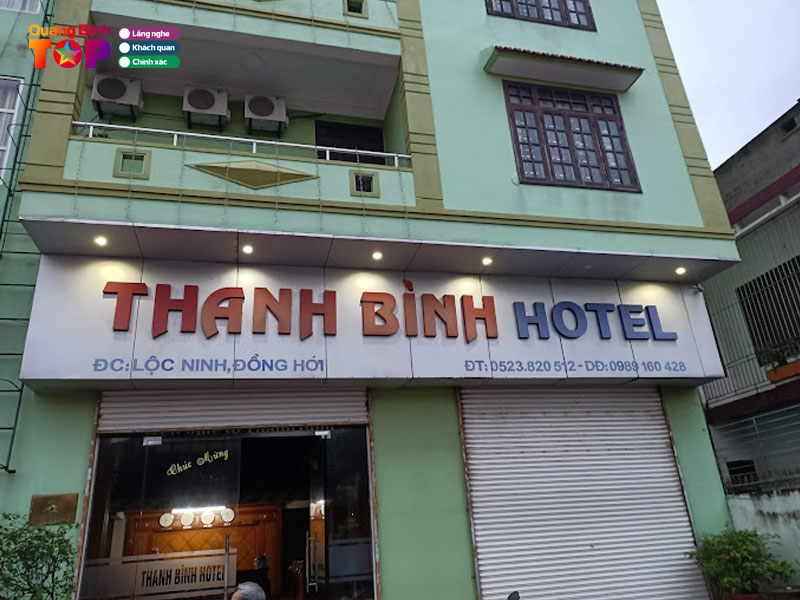 Quang Binh
TOP
Lắng nghe
Khách quan
Chính xác
THANH BÌNH HOTEL
ĐC: LỘC NINH, ĐỒNG HỚI
ĐT: 0523.820 512 - DĐ: 0989 160 428
Chúc Mừng
THANH BÌNH HOTEL